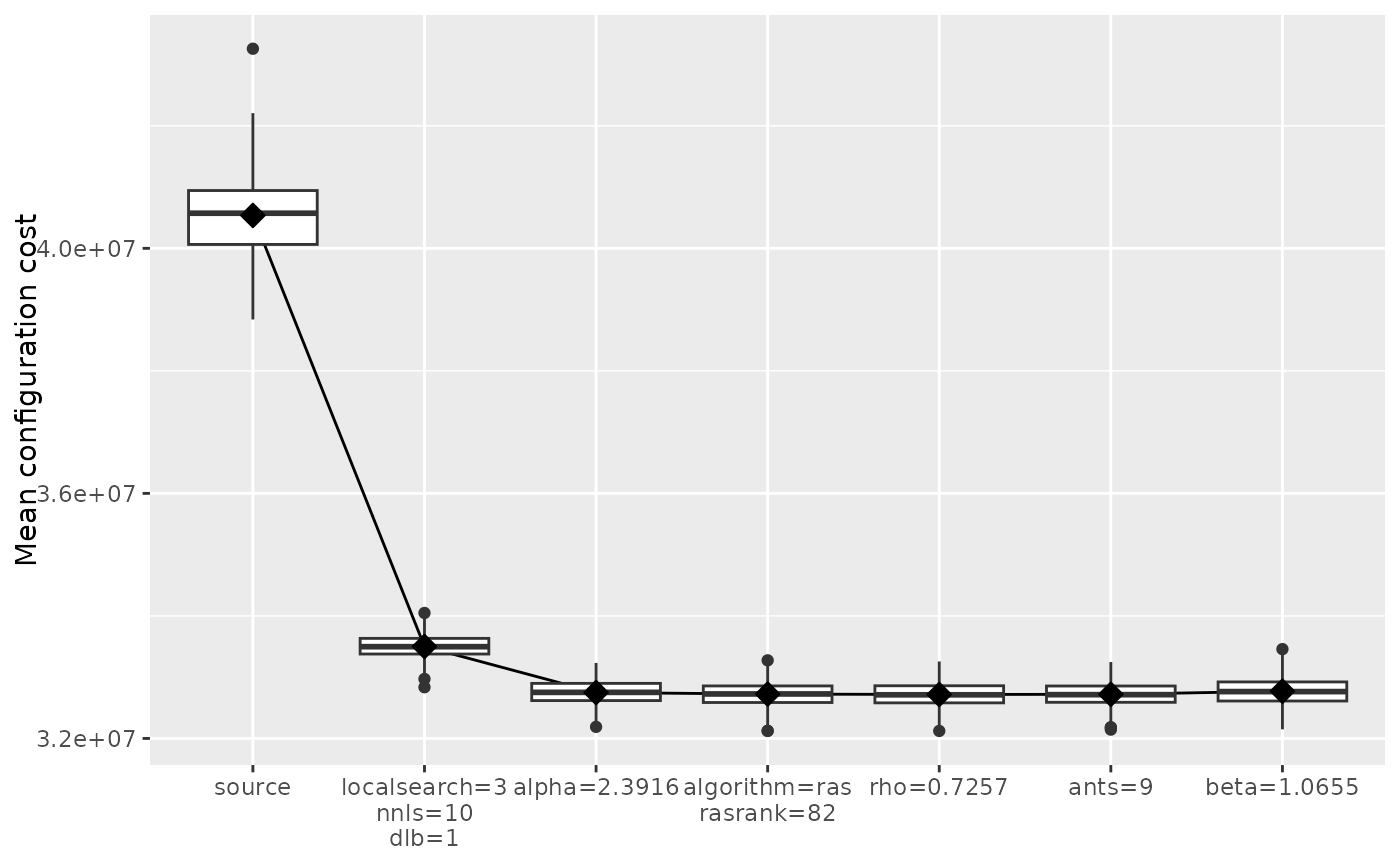 Mean configuration cost
4.0e+07
3.6e+07
3.2e+07
source
localsearch=3
nnls=10
dlb=1
alpha=2.3916
algorithm=ras
rasrank=82
rho=0.7257
ants=9
beta=1.0655